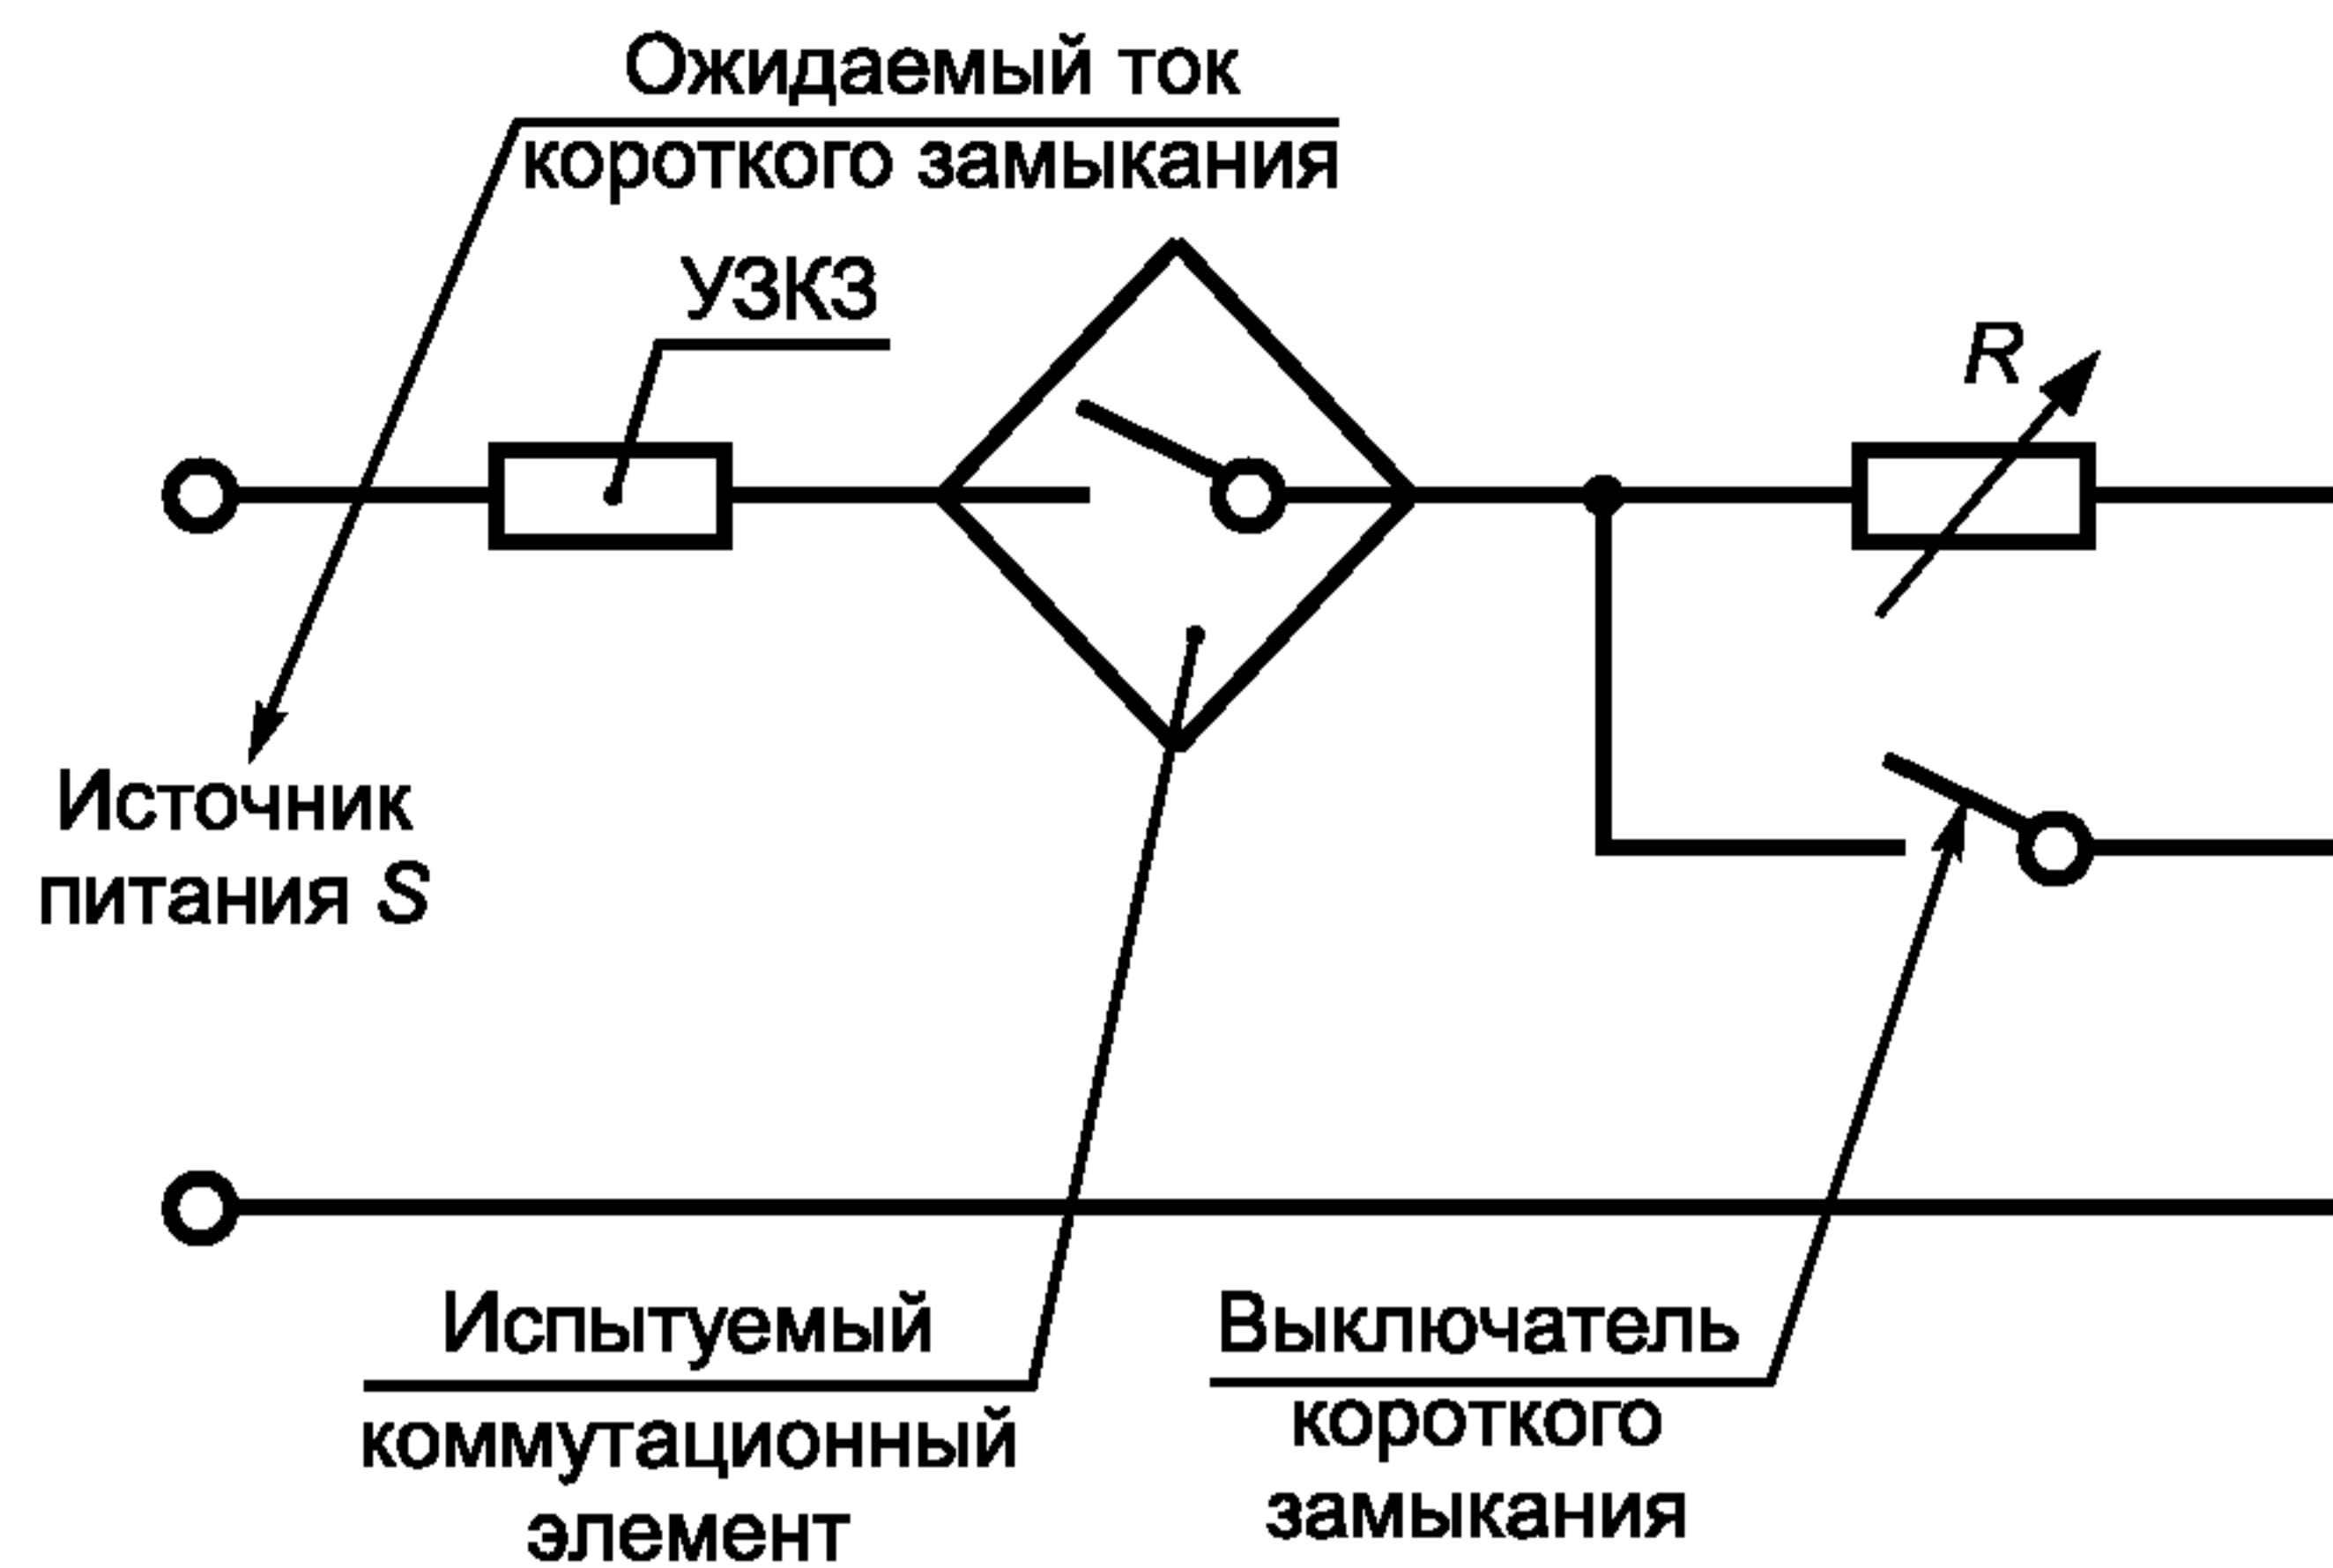 Ожидаемый ток
короткого замыкания
УЗКЗ
R
Источник
питания S
Испытуемый
коммутационный
элемент
Выключатель
короткого
замыкания